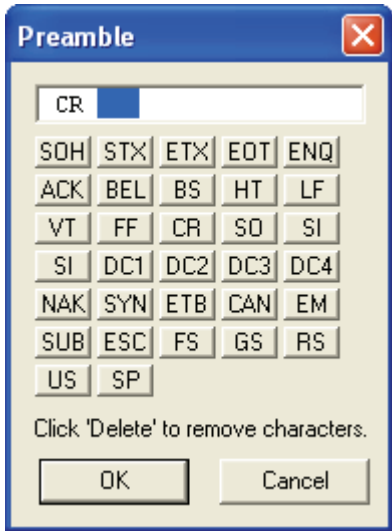 Preamble
CR
SOH STX ETX EOT ENQ
ACK BEL BS HT LF
VT FF CR SO SI
SI DC1 DC2 DC3 DC4
NAK SYN ETB CAN EM
SUB ESC FS GS RS
US SP
Click 'Delete' to remove characters.
OK Cancel